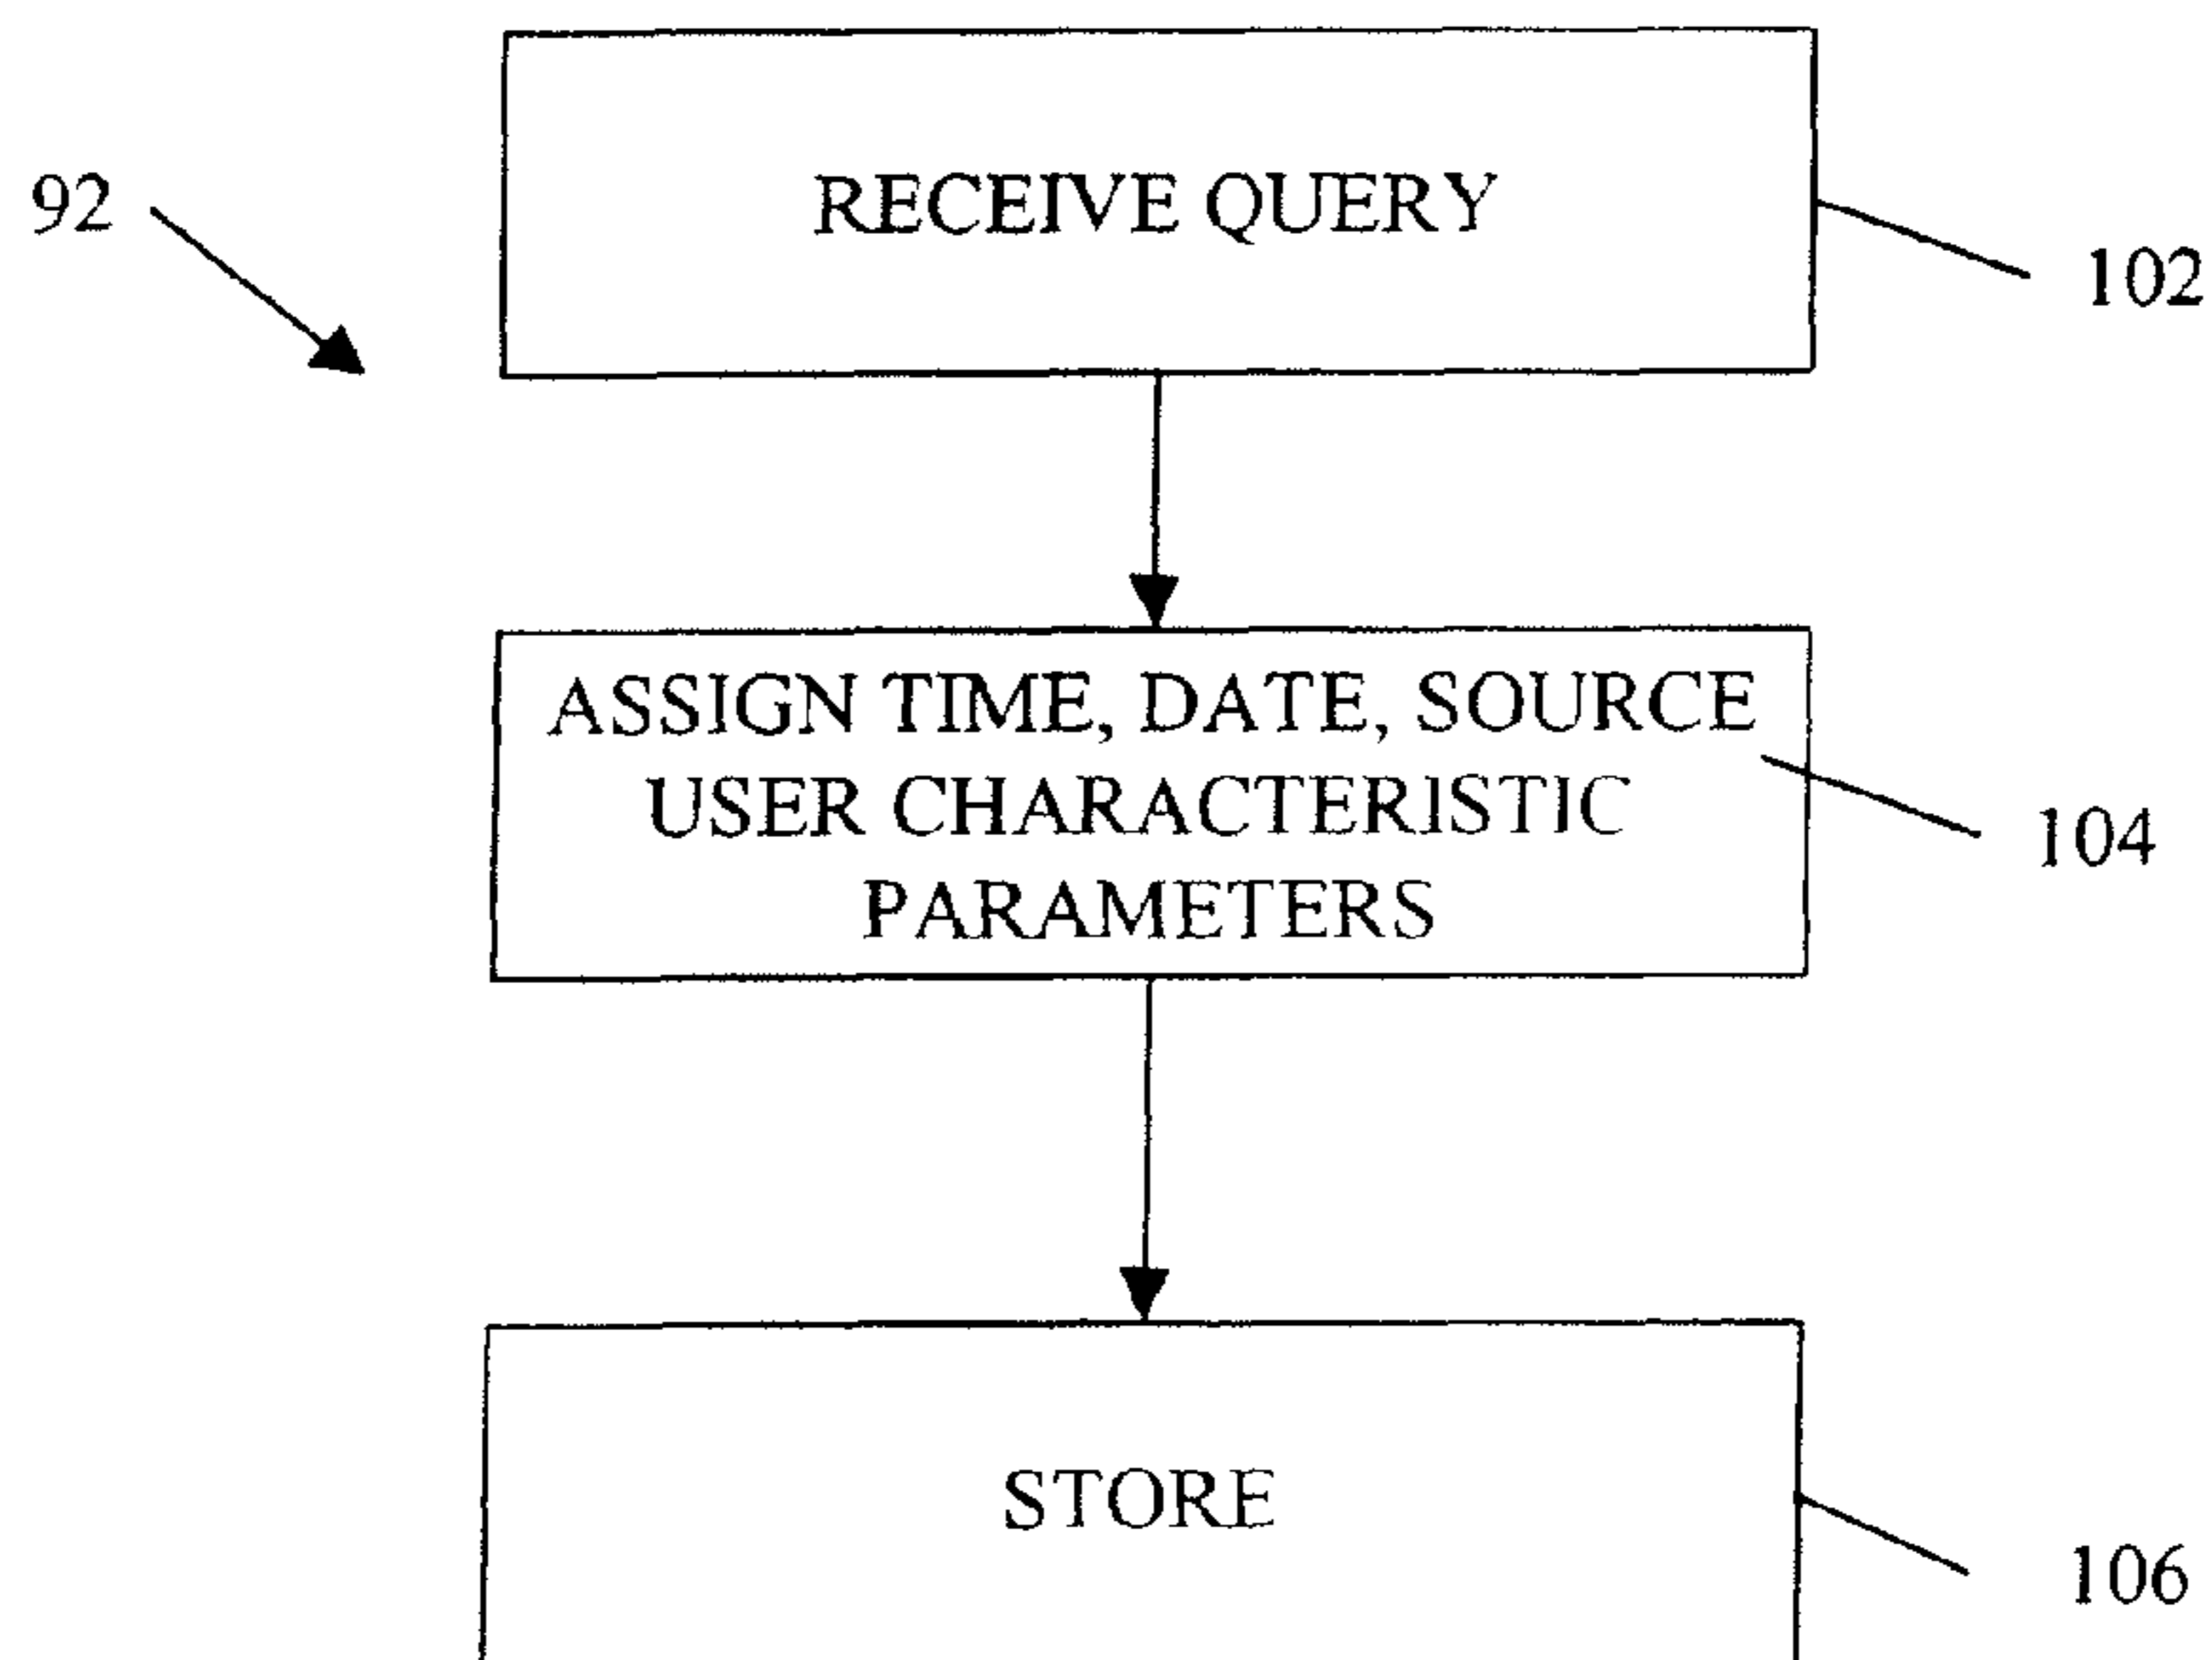 RECEIVE QUERY
92
102
ASSIGN TIME, DATE, SOURCE
USER CHARACTERISTIC
PARAMETERS
104
STORE
106